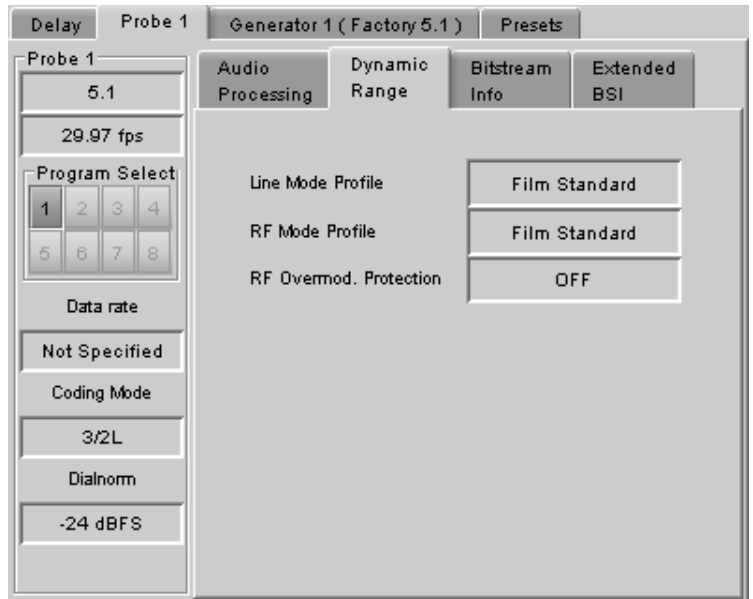 Delay Probe 1 Generator 1 ( Factory 5.1 ) Presets
Probe 1
5.1
29.97 fps
Program Select
1 2 3 4
5 6 7 8
Data rate
Not Specified
Coding Mode
3/2L
Dialnorm
-24 dBFS
Audio Processing
Dynamic Range
Bitstream Info
Extended BSI
Line Mode Profile Film Standard
RF Mode Profile Film Standard
RF Overmod. Protection OFF